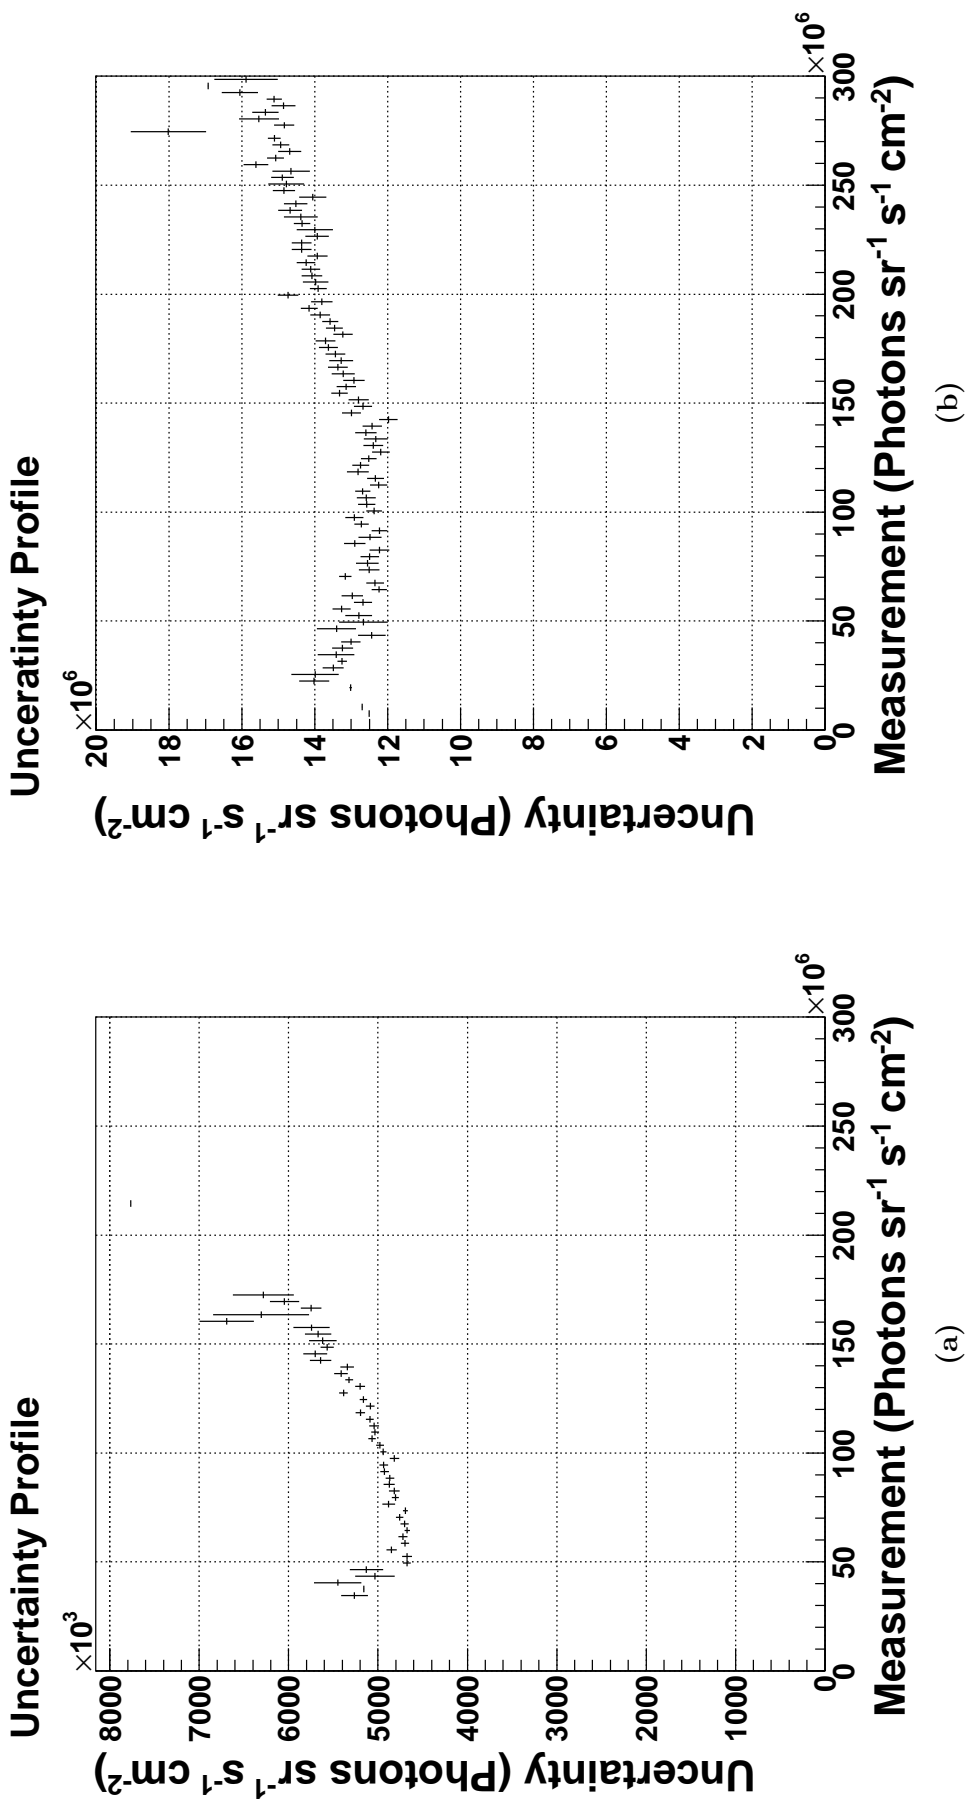 Uncertainty Profile
×10³
8000
7000
6000
5000
4000
3000
2000
1000
0
Uncertainty (Photons sr⁻¹ s⁻¹ cm⁻²)
0 50 100 150 200 250 300
×10⁶
Measurement (Photons sr⁻¹ s⁻¹ cm⁻²)
(a)
Unceratinty Profile
×10⁶
20
18
16
14
12
10
8
6
4
2
0
Uncertainty (Photons sr⁻¹ s⁻¹ cm⁻²)
0 50 100 150 200 250 300
×10⁶
Measurement (Photons sr⁻¹ s⁻¹ cm⁻²)
(b)